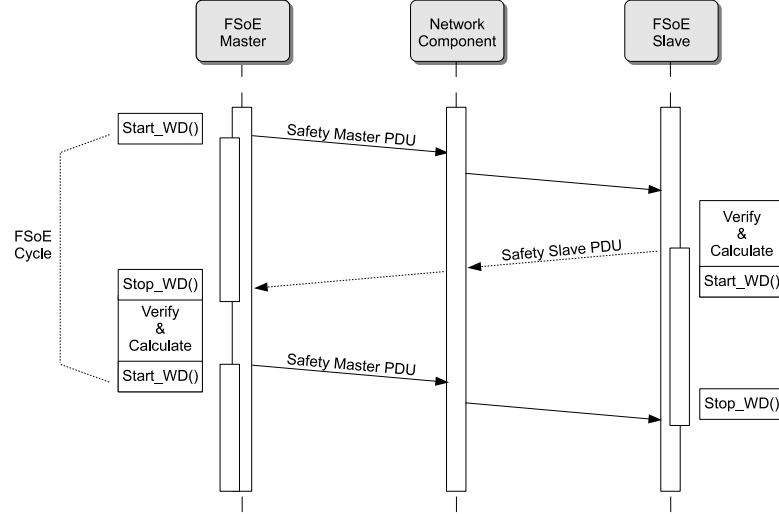 FSoE
Master
Network
Component
FSoE
Slave
Start_WD()
Safety Master PDU
Verify
&
Calculate
Start_WD()
Safety Slave PDU
FSoE
Cycle
Stop_WD()
Verify
&
Calculate
Start_WD()
Safety Master PDU
Stop_WD()